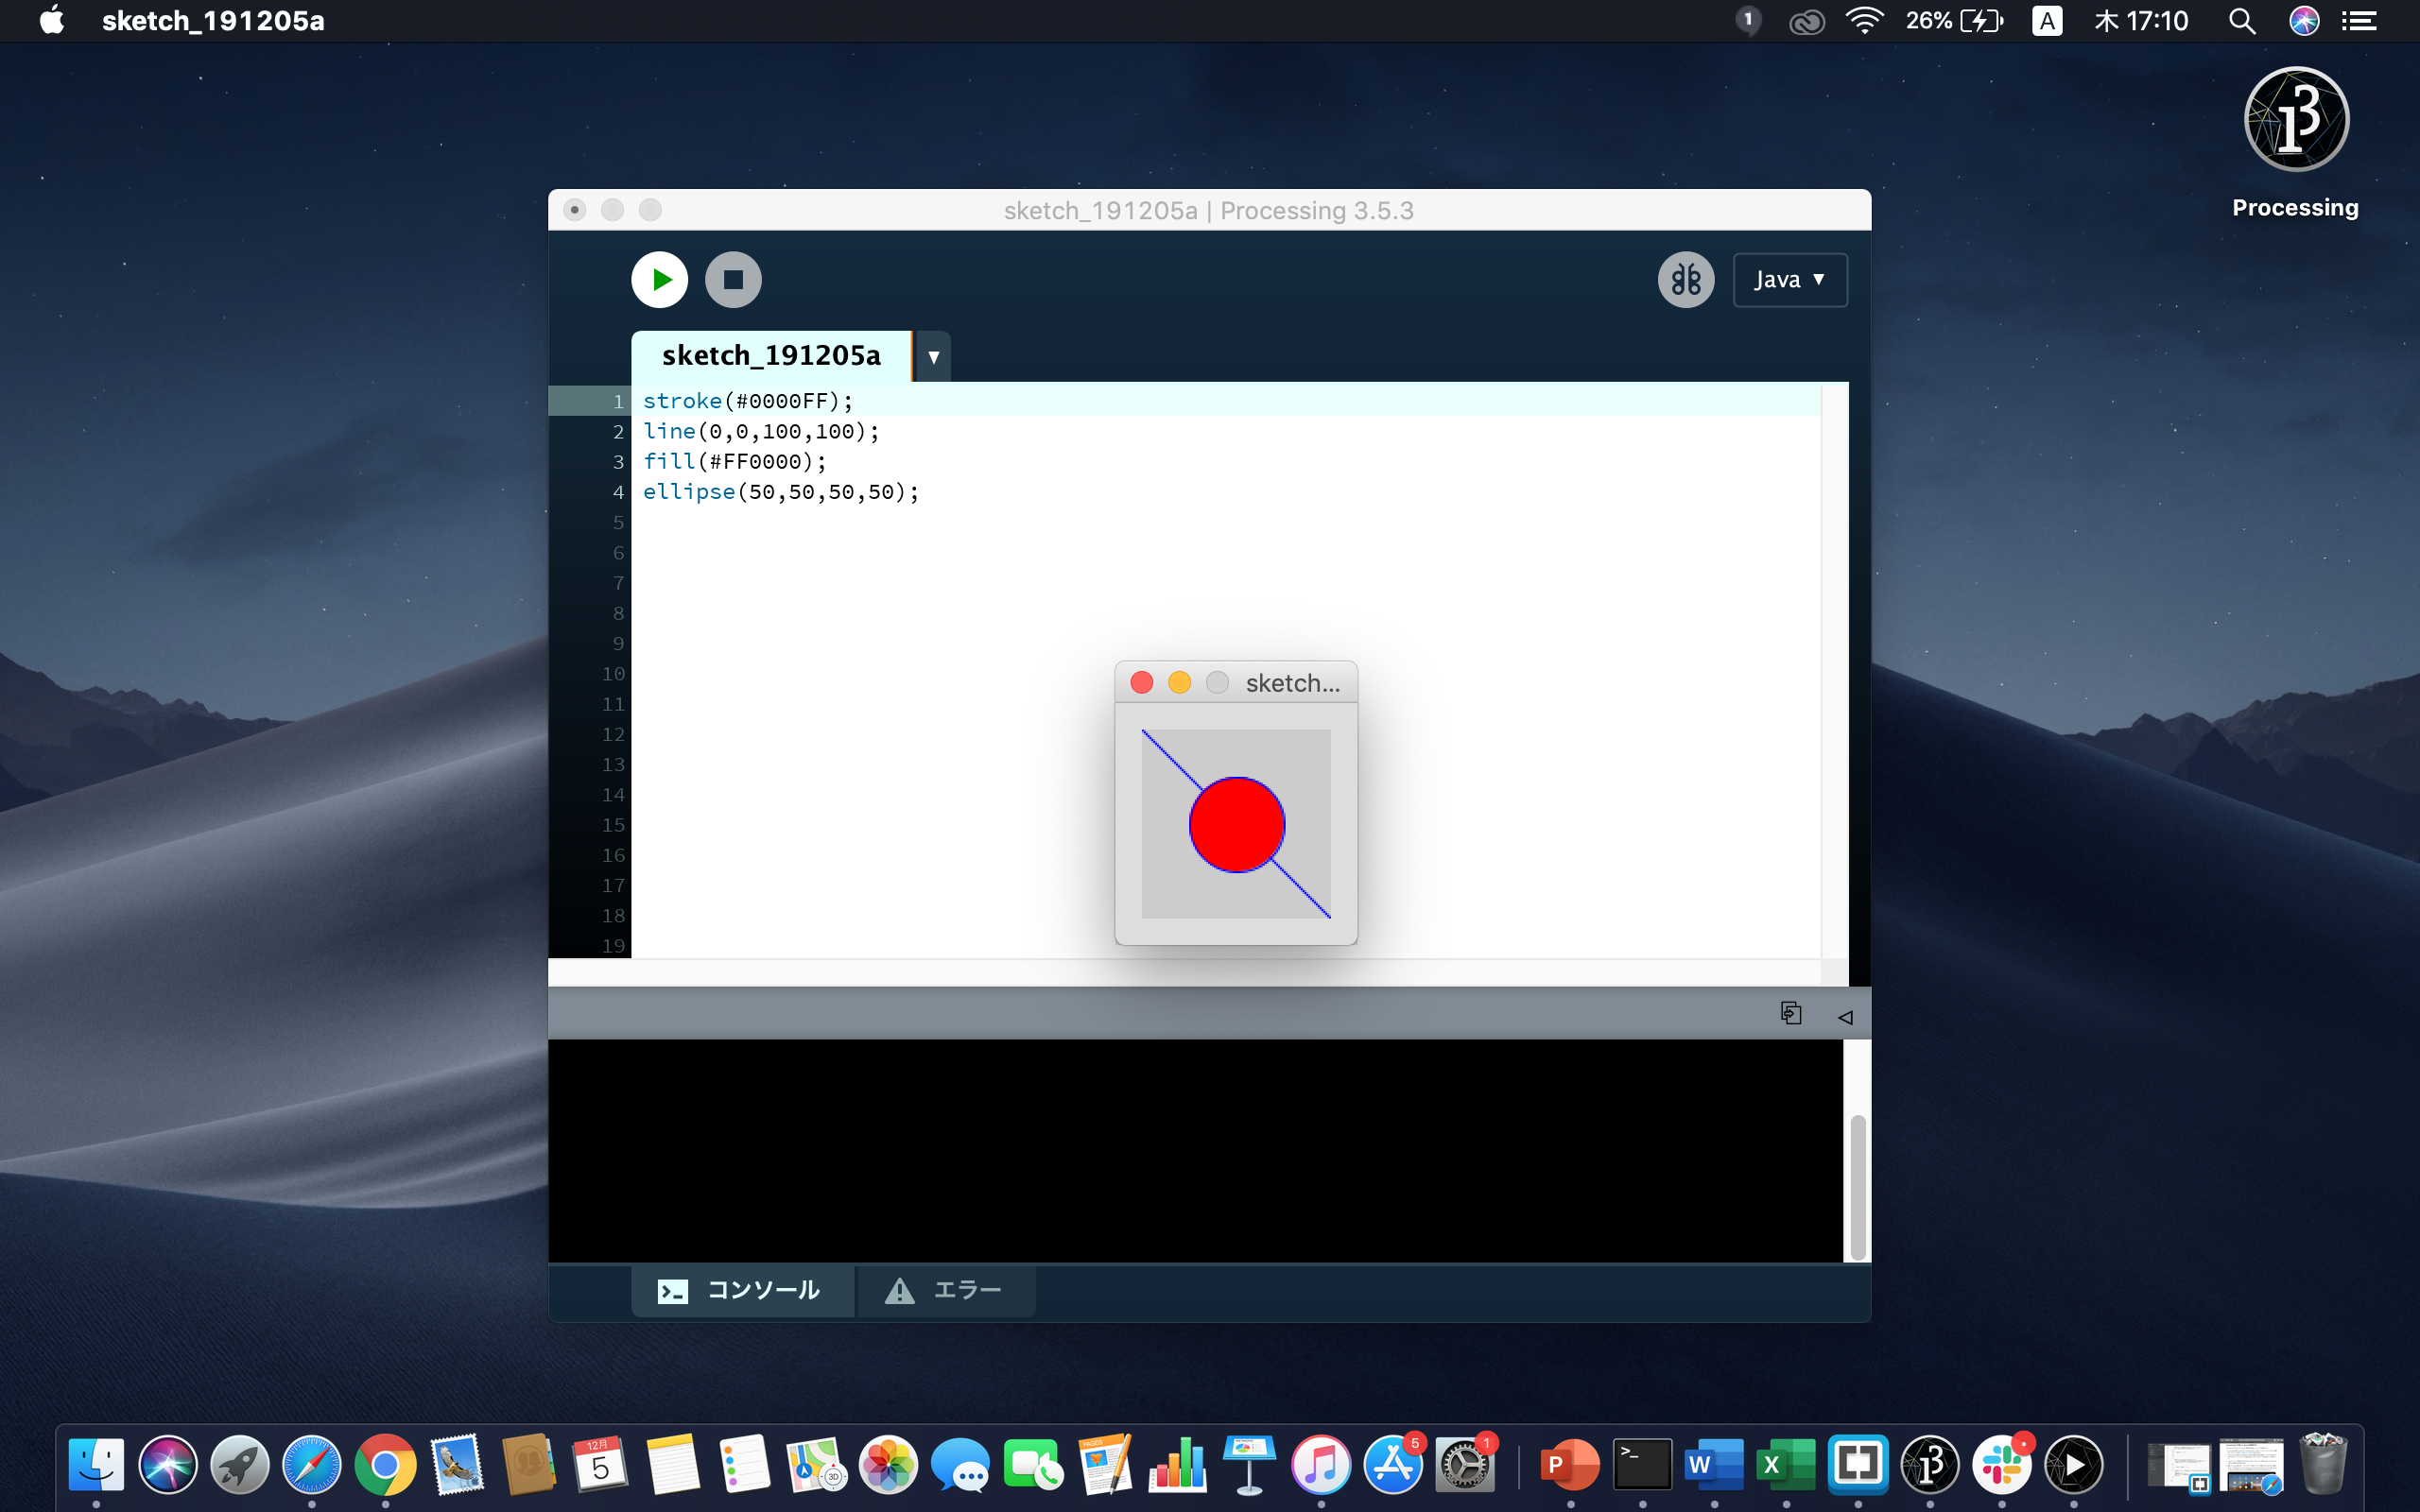 sketch_191205a
1
26%
A
木 17:10
Processing
sketch_191205a | Processing 3.5.3
Java ▼
sketch_191205a ▼
1 stroke(#0000FF);
2 line(0,0,100,100);
3 fill(#FF0000);
4 ellipse(50,50,50,50);
5
6
7
8
9
10
11
12
13
14
15
16
17
18
19
sketch...
コンソール
エラー
12月
5
3D
PAGES
5
1
P
>_
W
X